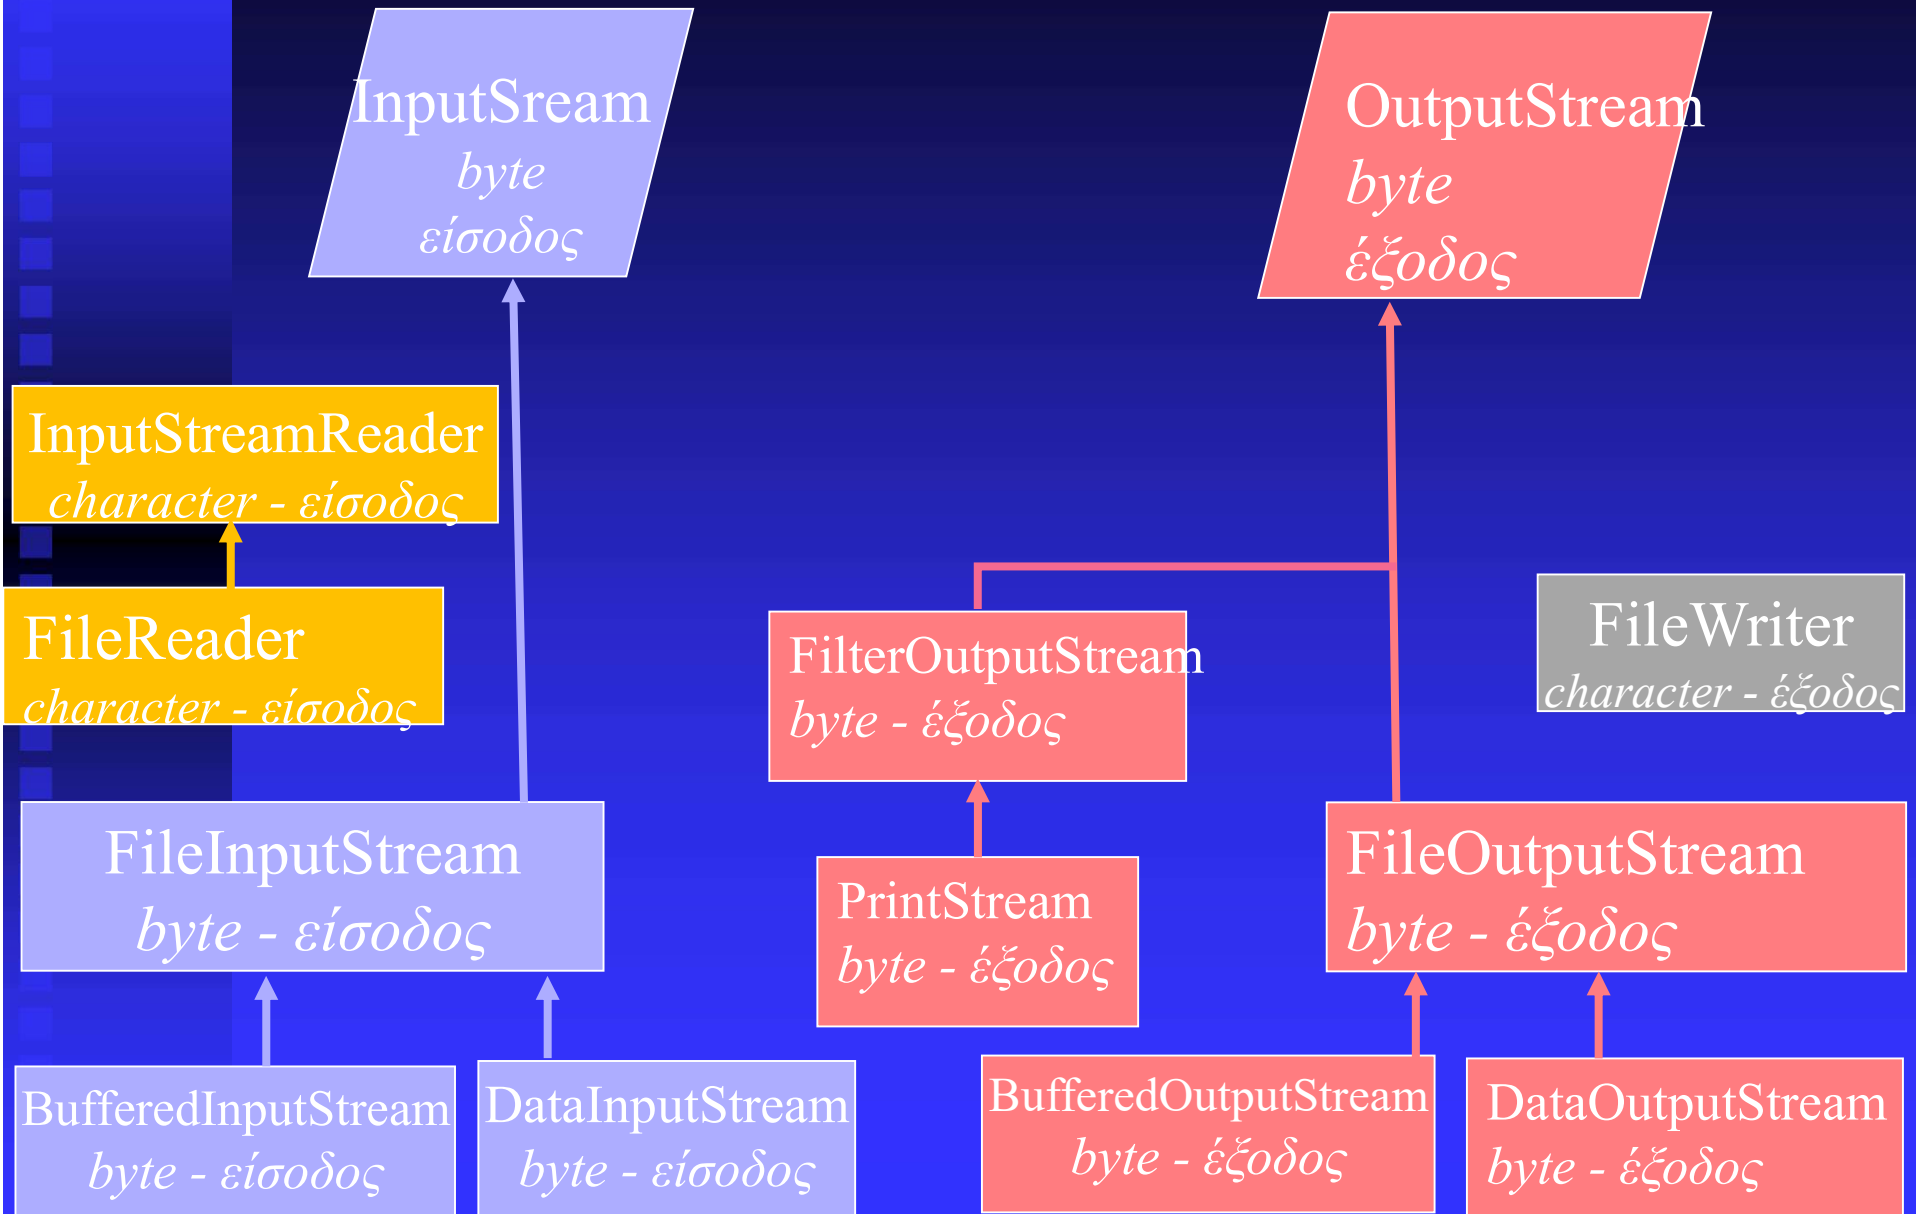 InputSream
byte
είσοδος
OutputStream
byte
έξοδος
InputStreamReader
character - είσοδος
FileReader
character - είσοδος
FilterOutputStream
byte - έξοδος
FileWriter
character - έξοδος
FileInputStream
byte - είσοδος
PrintStream
byte - έξοδος
FileOutputStream
byte - έξοδος
BufferedInputStream
byte - είσοδος
DataInputStream
byte - είσοδος
BufferedOutputStream
byte - έξοδος
DataOutputStream
byte - έξοδος